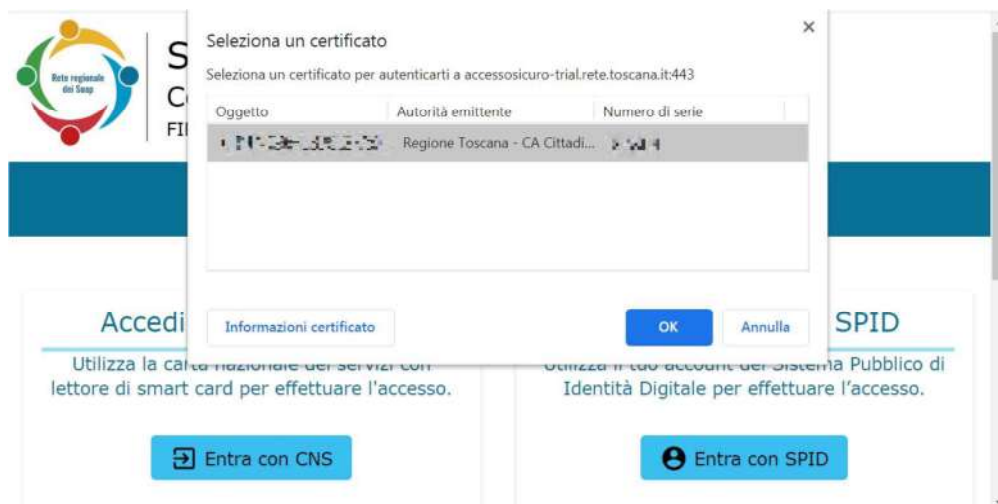 Rete regionale
dei Suap
S
C
FII
Seleziona un certificato
Seleziona un certificato per autenticarti a accessosicuro-trial.rete.toscana.it:443
Oggetto Autorità emittente Numero di serie
Regione Toscana - CA Cittadi...
Informazioni certificato OK Annulla
Accedi
Utilizza la carta nazionale dei servizi con
lettore di smart card per effettuare l'accesso.
Entra con CNS
SPID
Utilizza il tuo account del Sistema Pubblico di
Identità Digitale per effettuare l'accesso.
Entra con SPID